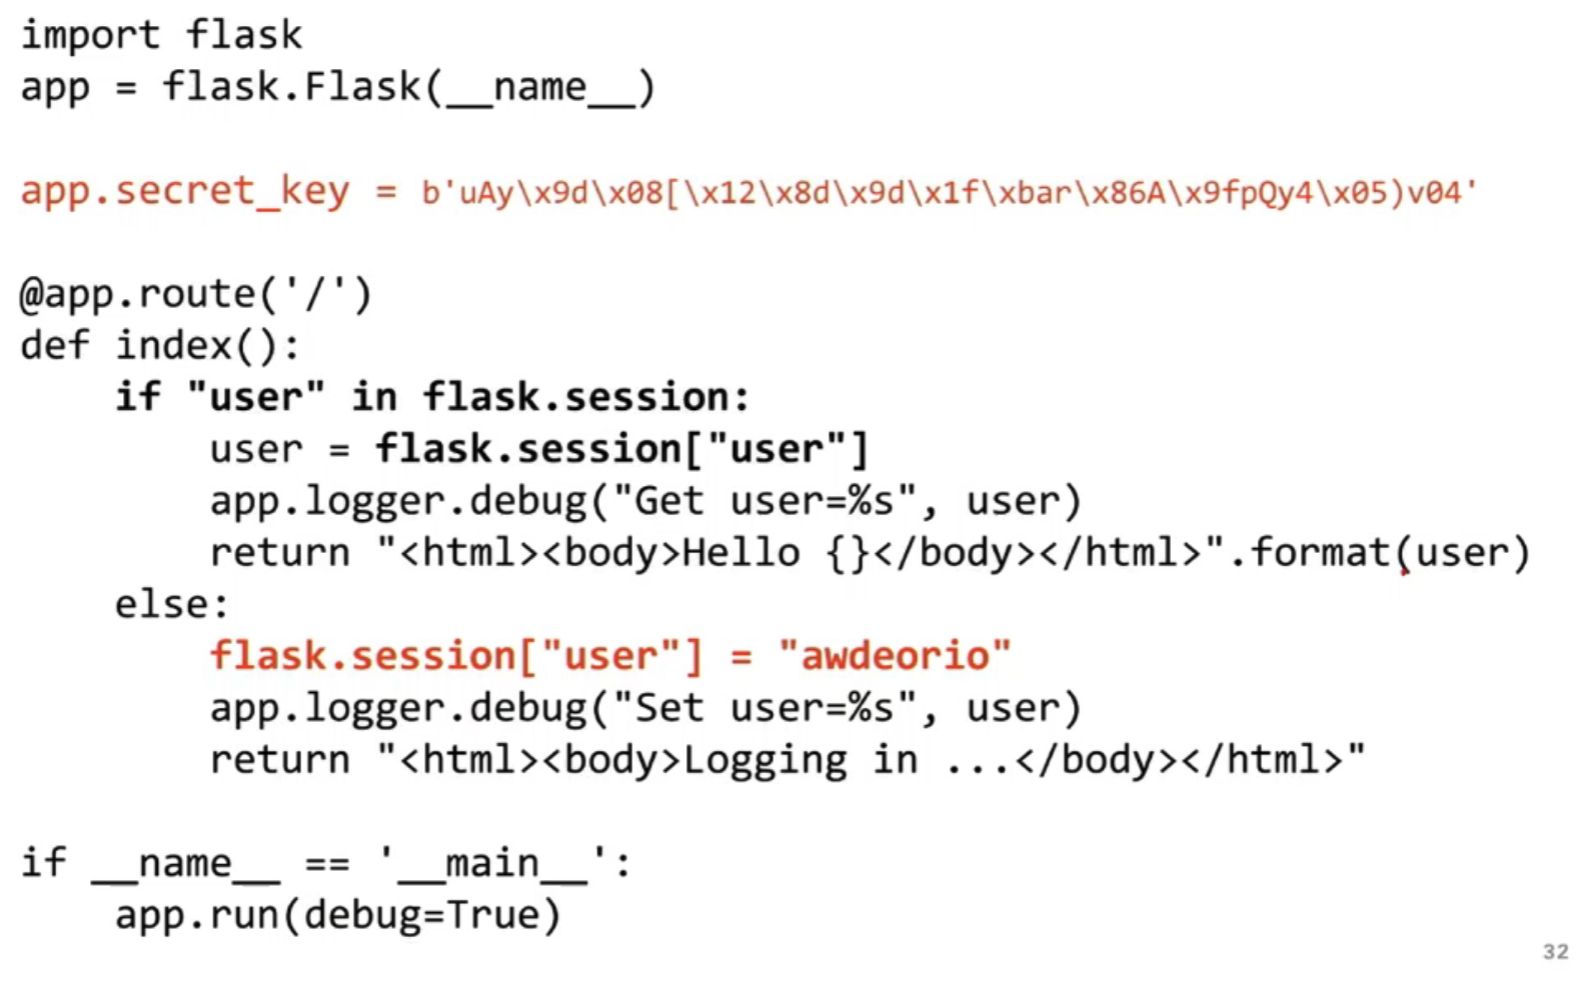 import flask
app = flask.Flask(__name__)
app.secret_key = b'uAy\x9d\x08[\x12\x8d\x9d\x1f\xbar\x86A\x9fpQy4\x05)v04'
@app.route('/')
def index():
    if "user" in flask.session:
        user = flask.session["user"]
        app.logger.debug("Get user=%s", user)
        return "<html><body>Hello {}</body></html>".format(user)
    else:
        flask.session["user"] = "awdeorio"
        app.logger.debug("Set user=%s", user)
        return "<html><body>Logging in ...</body></html>"
if __name__ == '__main__':
    app.run(debug=True)
32